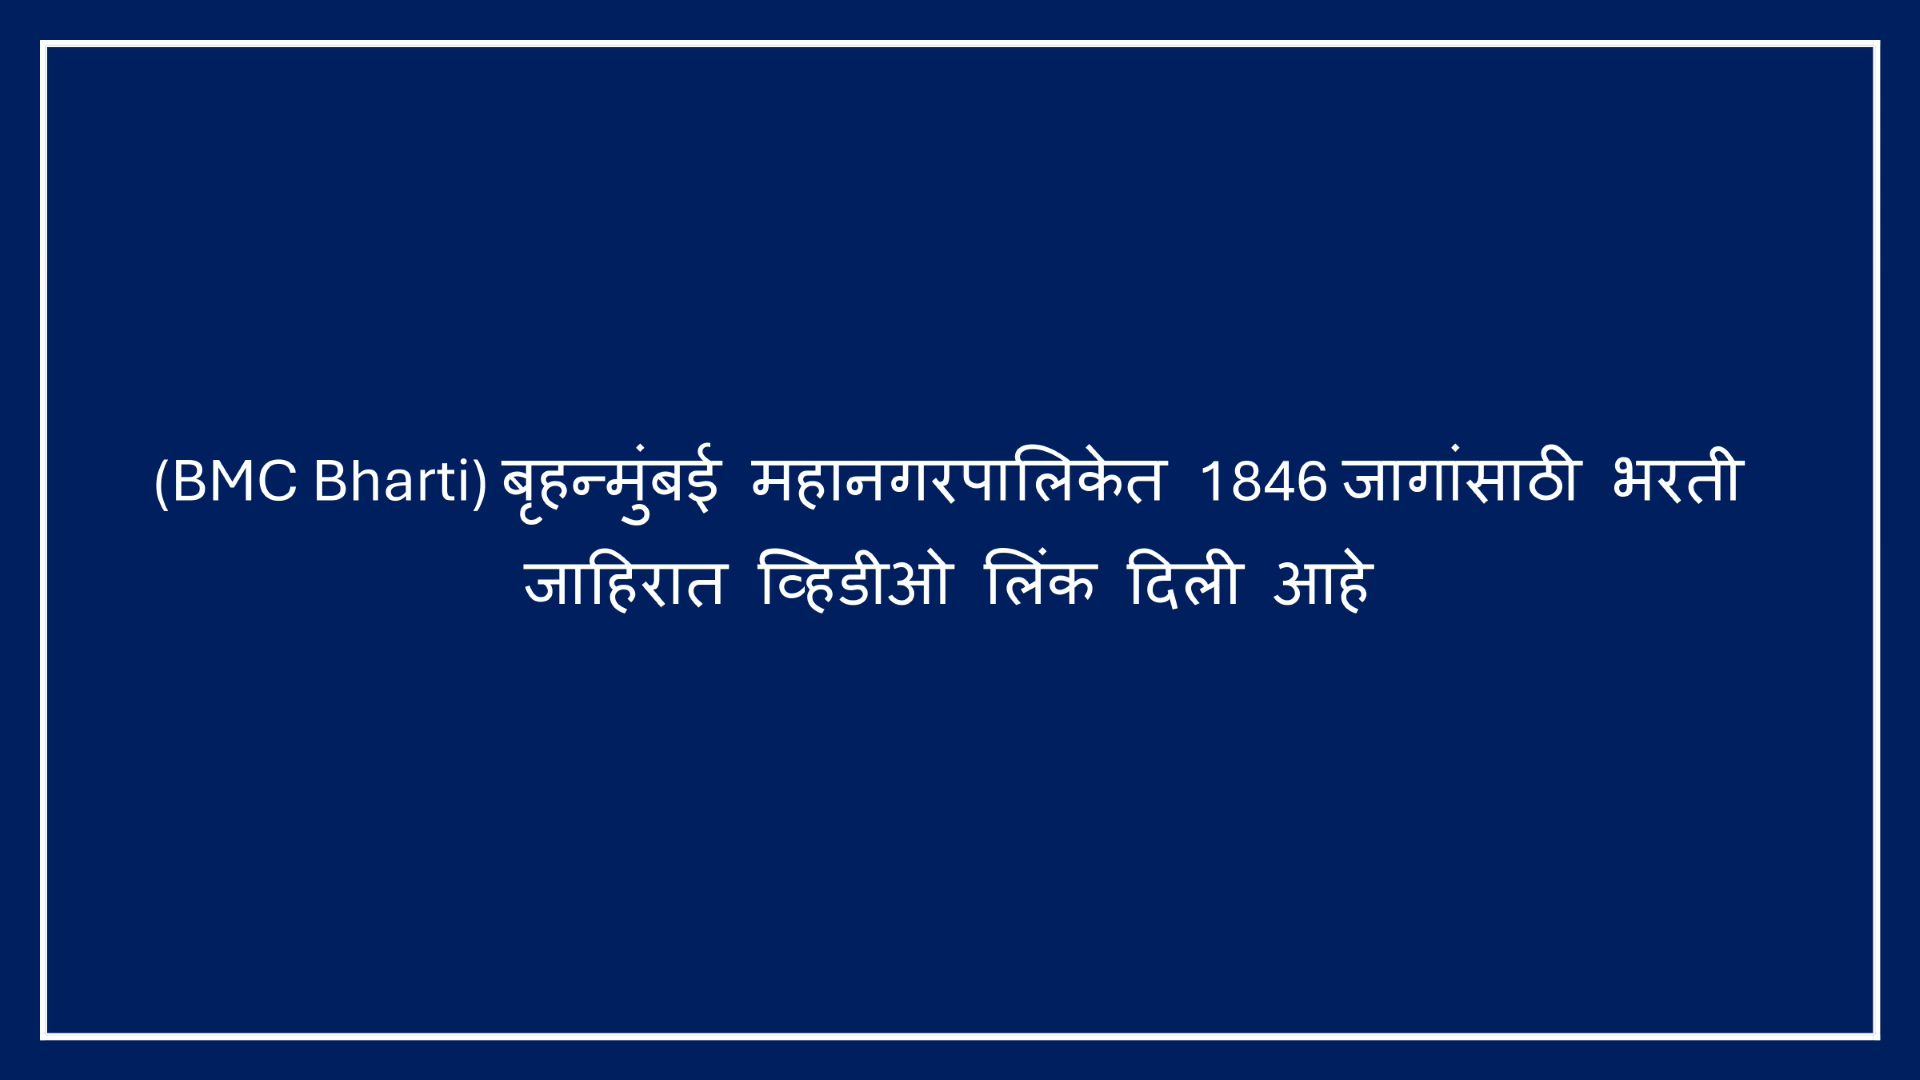 (BMC Bharti) बृहन्मुंबई महानगरपालिकेत 1846 जागांसाठी भरती
जाहिरात व्हिडीओ लिंक दिली आहे